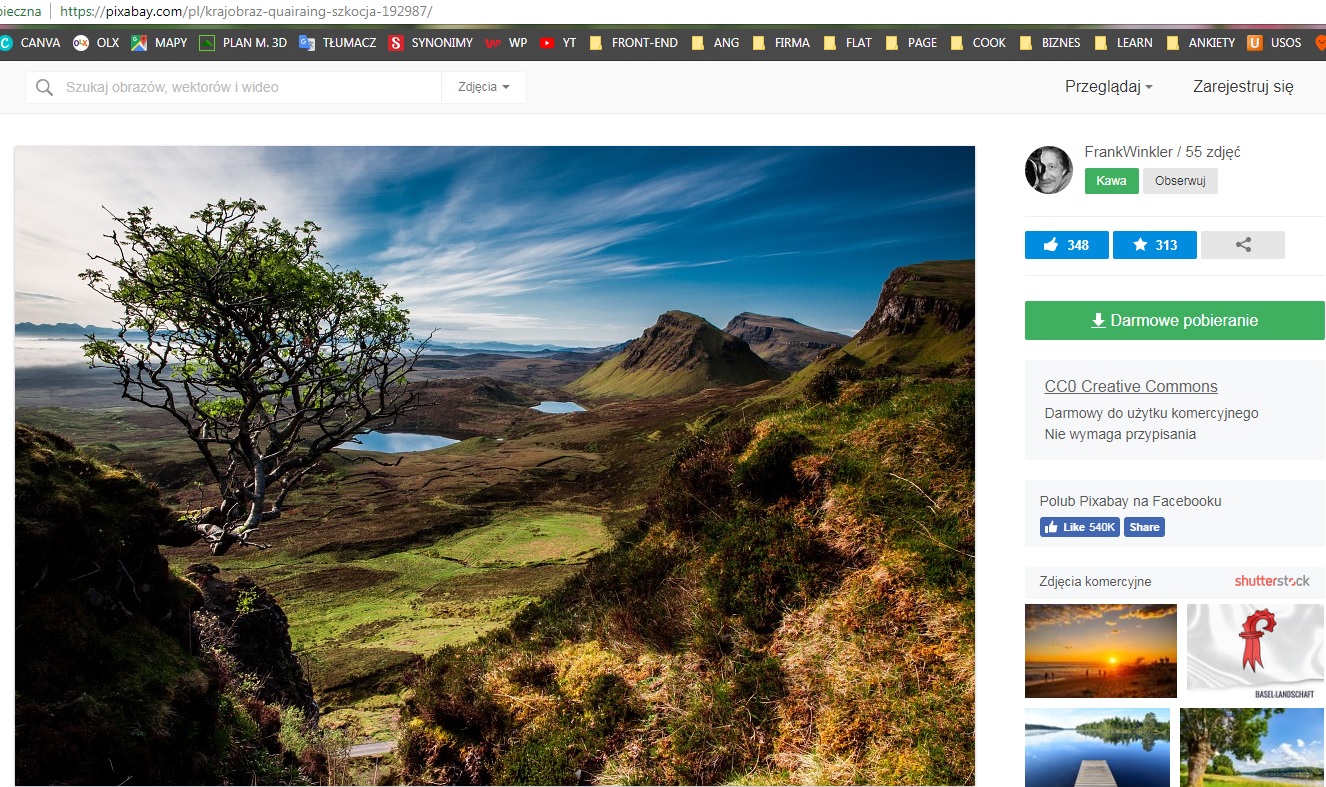 pieczna https://pixabay.com/pl/krajobraz-quairaing-szkocja-192987/
CANVA OLX MAPY PLAN M. 3D TŁUMACZ S SYNONIMY WP WP YT FRONT-END ANG FIRMA FLAT PAGE COOK BIZNES LEARN ANKIETY U USOS
Szukaj obrazów, wektorów i wideo Zdjęcia Przeglądaj Zarejestruj się
FrankWinkler / 55 zdjęć
Kawa Obserwuj
348 313
Darmowe pobieranie
CC0 Creative Commons
Darmowy do użytku komercyjnego
Nie wymaga przypisania
Polub Pixabay na Facebooku
Like 540K Share
Zdjęcia komercyjne shutterstock
BASEL-LANDSCHAFT